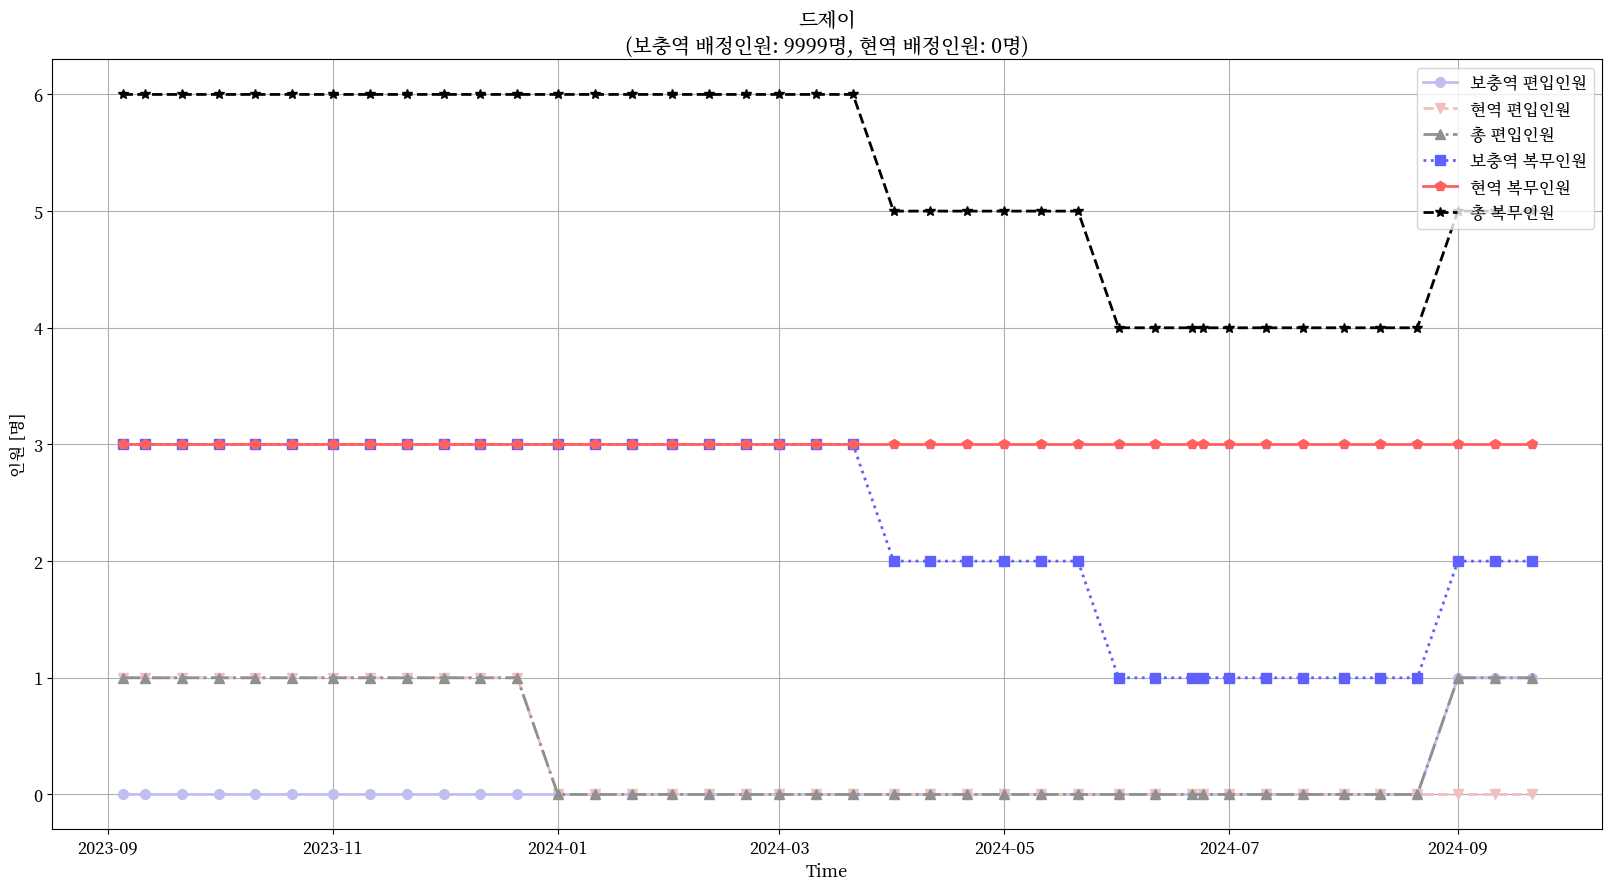 드제이
(보충역 배정인원: 9999명, 현역 배정인원: 0명)
보충역 편입인원
현역 편입인원
총 편입인원
보충역 복무인원
현역 복무인원
총 복무인원
인원 [명]
6
5
4
3
2
1
0
2023-09
2023-11
2024-01
2024-03
2024-05
2024-07
2024-09
Time